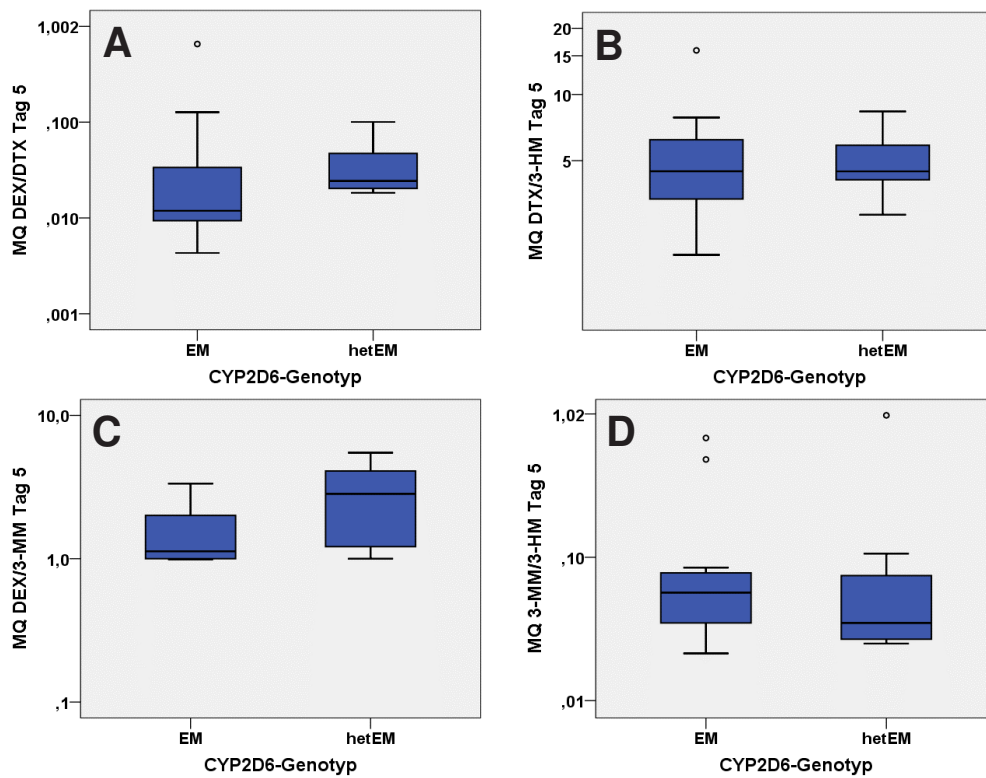 A
MQ DEX/DTX Tag 5
1,002
,100
,010
,001
EM
hetEM
CYP2D6-Genotyp
B
MQ DTX/3-HM Tag 5
20
15
10
5
EM
hetEM
CYP2D6-Genotyp
C
MQ DEX/3-MM Tag 5
10,0
1,0
,1
EM
hetEM
CYP2D6-Genotyp
D
MQ 3-MM/3-HM Tag 5
1,02
,10
,01
EM
hetEM
CYP2D6-Genotyp